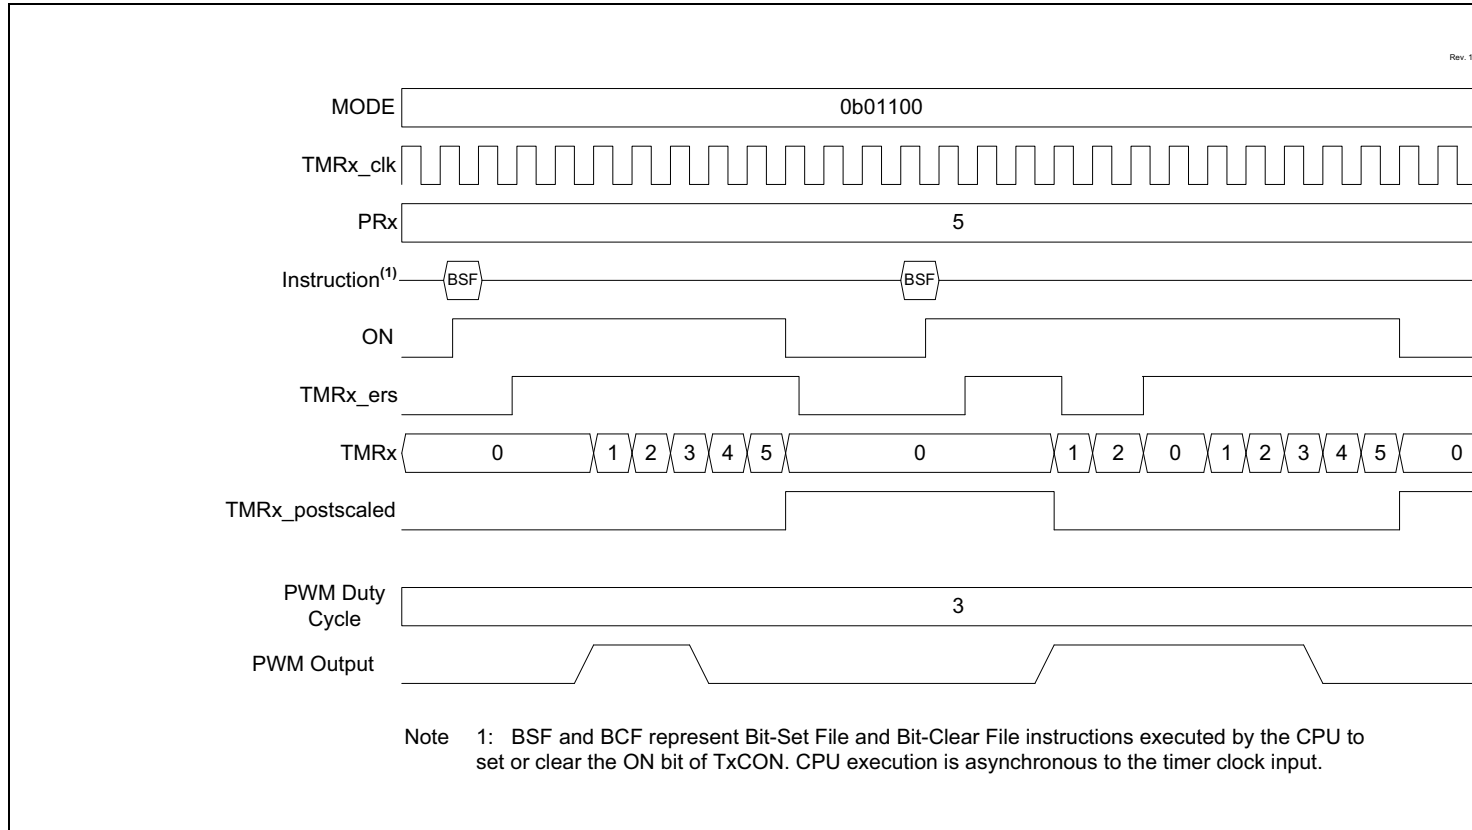 Rev. 1
MODE 0b01100
TMRx_clk
PRx 5
Instruction(1) BSF BSF
ON
TMRx_ers
TMRx 0 1 2 3 4 5 0 1 2 0 1 2 3 4 5 0
TMRx_postscaled
PWM Duty
Cycle 3
PWM Output
Note 1: BSF and BCF represent Bit-Set File and Bit-Clear File instructions executed by the CPU to
set or clear the ON bit of TxCON. CPU execution is asynchronous to the timer clock input.